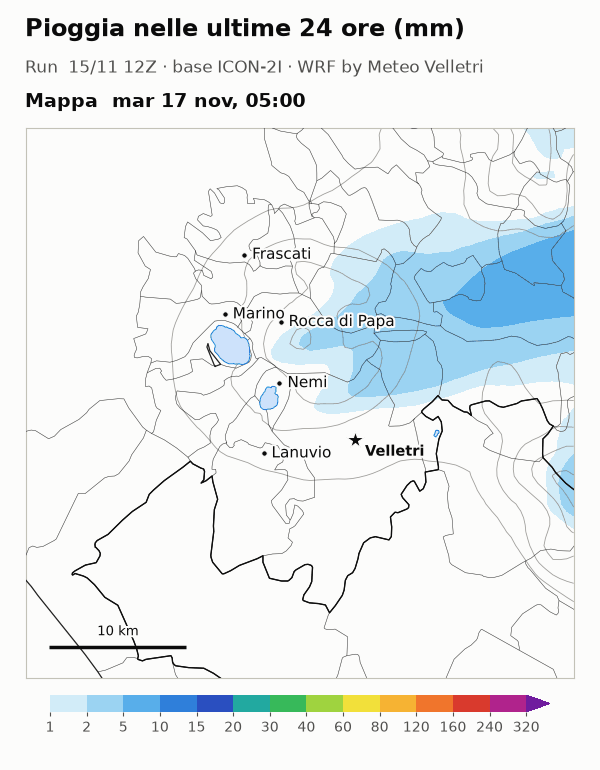 Pioggia nelle ultime 24 ore (mm)
Run  15/11 12Z · base ICON-2I · WRF by Meteo Velletri
Mappa  mar 17 nov, 05:00
Frascati
Marino
Rocca di Papa
Nemi
Velletri
Lanuvio
10 km
1 2 5 10 15 20 30 40 60 80 120 160 240 320